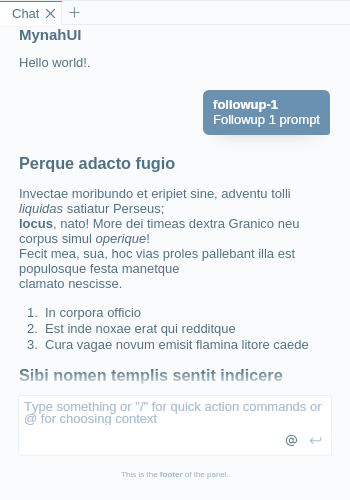 Chat
MynahUI
Hello world!.
followup-1
Followup 1 prompt
Perque adacto fugio
Invectae moribundo et eripiet sine, adventu tolli
liquidas satiatur Perseus;
locus, nato! More dei timeas dextra Granico neu
corpus simul operique!
Fecit mea, sua, hoc vias proles pallebant illa est
populosque festa manetque
clamato nescisse.
1. In corpora officio
2. Est inde noxae erat qui redditque
3. Cura vagae novum emisit flamina litore caede
Sibi nomen templis sentit indicere
Type something or "/" for quick action commands or
@ for choosing context
@
This is the footer of the panel.